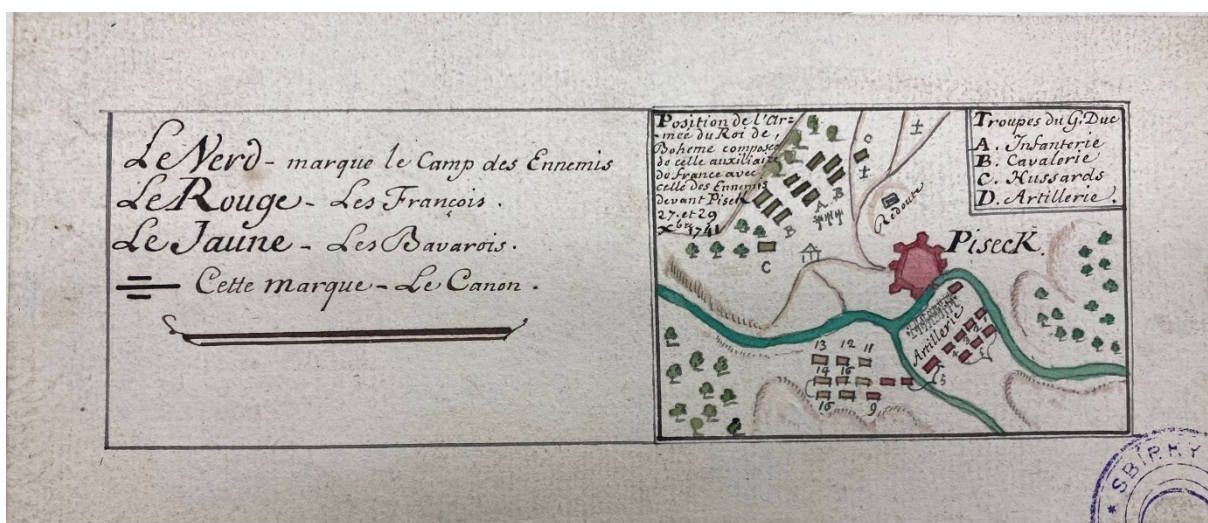 Le Verd - marque le Camp des Ennemis
Le Rouge - Les François.
Le Jaune - Les Bavarois.
Cette marque - Le Canon.
Position de l'Ar=
=mée du Roi de,
Boheme composée
de celle auxiliaire
de France avec
celle des Ennemis
devant Piseck
27. et 29
Xbre 1741
Troupes du G. Duc
A. Infanterie
B. Cavalerie
C. Hussards
D. Artillerie.
C
B
A
B
C
Redoute
Piseck.
Artillerie
13 12 11
14 16
15 9
SBÍRKY